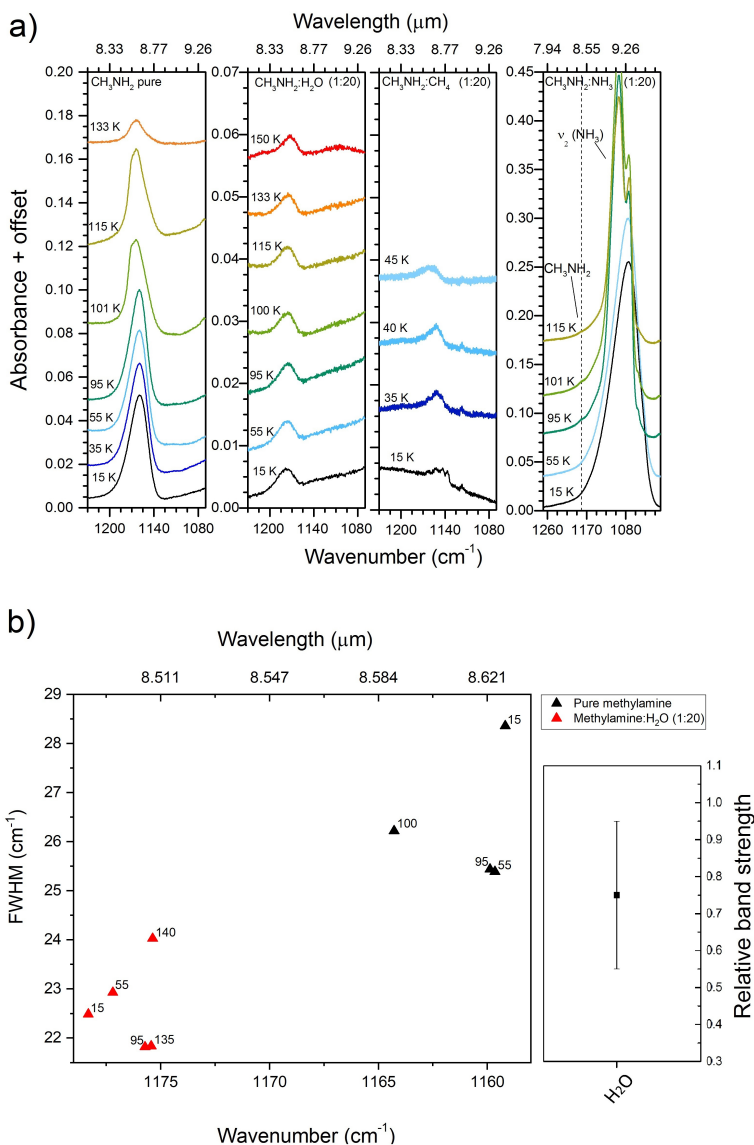 a)
Wavelength (μm)
8.33 8.77 9.26 8.33 8.77 9.26 8.33 8.77 9.26 7.94 8.55 9.26
CH₃NH₂ pure
0.20
0.18
0.16
0.14
0.12
0.10
0.08
0.06
0.04
0.02
0.00
133 K
115 K
101 K
95 K
55 K
35 K
15 K
1200 1140 1080
CH₃NH₂:H₂O (1:20)
0.07
0.06
0.05
0.04
0.03
0.02
0.01
0.00
150 K
133 K
115 K
100 K
95 K
55 K
15 K
1200 1140 1080
CH₃NH₂:CH₄ (1:20)
45 K
40 K
35 K
15 K
1200 1140 1080
CH₃NH₂:NH₃ (1:20)
0.45
0.40
0.35
0.30
0.25
0.20
0.15
0.10
0.05
0.00
ν₂ (NH₃)
CH₃NH₂
115 K
101 K
95 K
55 K
15 K
1260 1170 1080
Absorbance + offset
Wavenumber (cm⁻¹)
b)
Wavelength (μm)
8.511 8.547 8.584 8.621
29
28
27
26
25
24
23
22
FWHM (cm⁻¹)
15
100
95
55
140
55
15
95
135
1175 1170 1165 1160
Wavenumber (cm⁻¹)
Pure methylamine
Methylamine:H₂O (1:20)
1.1
1.0
0.9
0.8
0.7
0.6
0.5
0.4
0.3
Relative band strength
H₂O